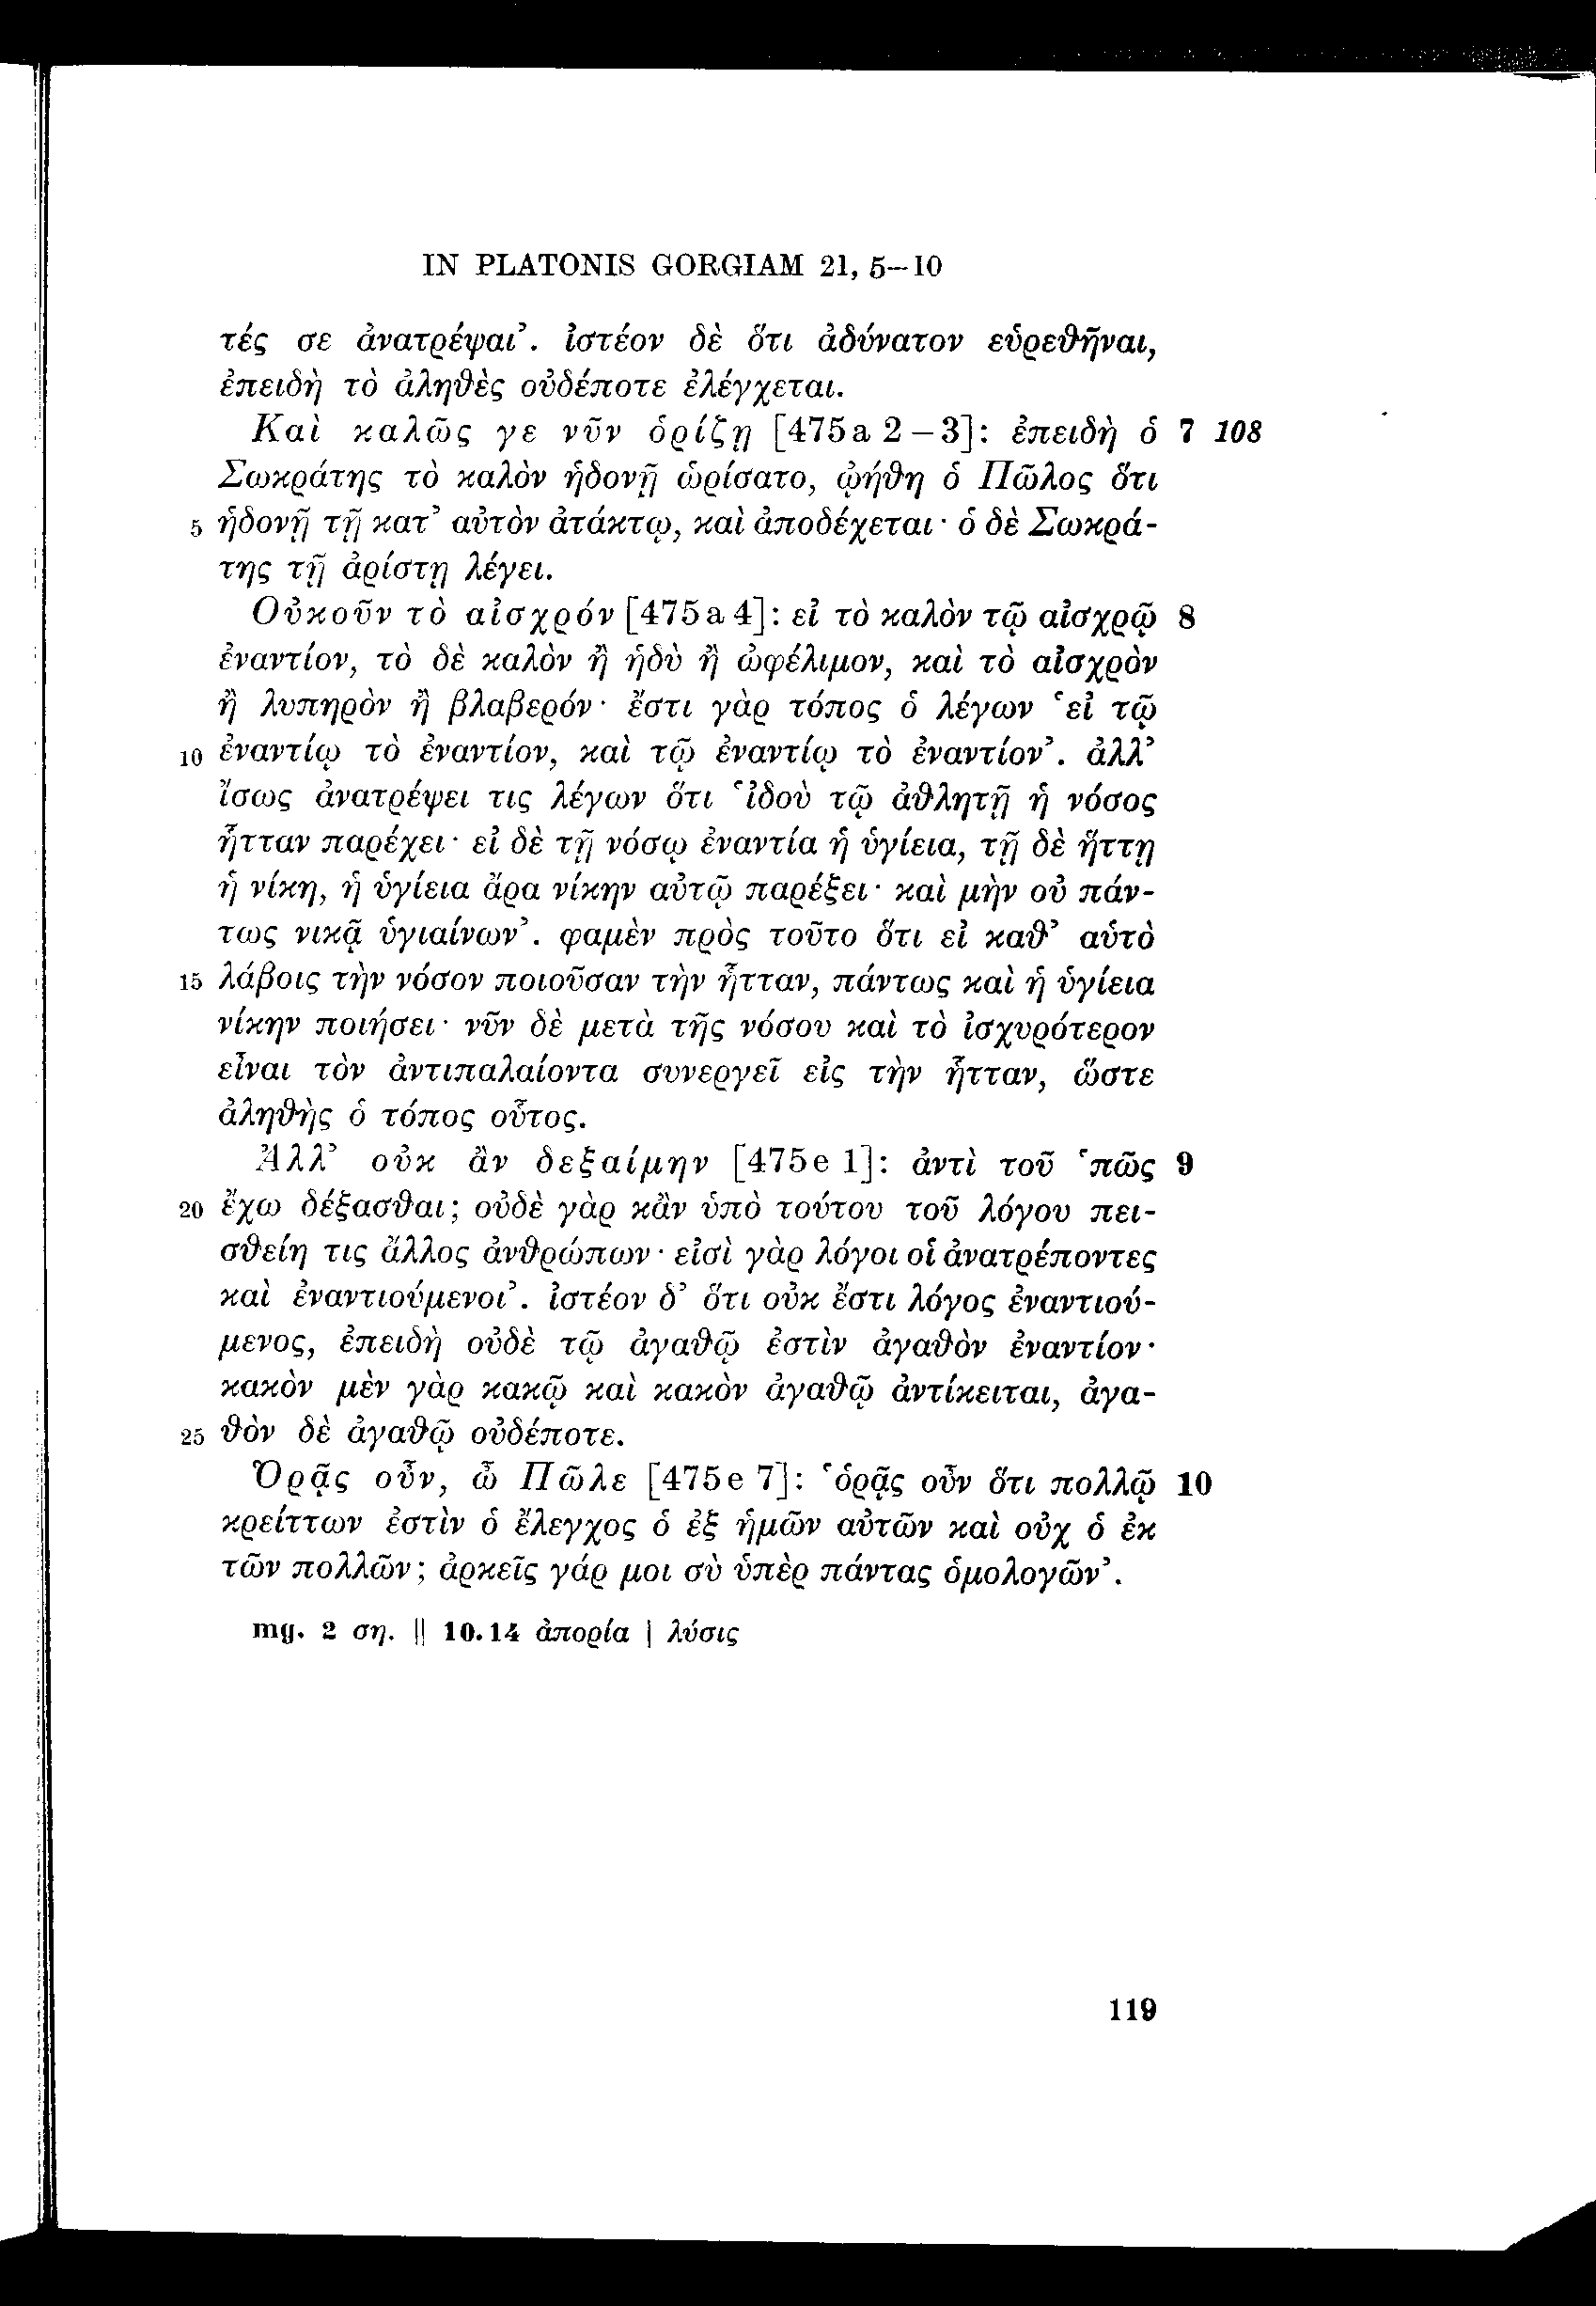 IN PLATONIS GORGIAM 21, 5—10
τές σε ἀνατρέψαι’. ἰστέον δὲ ὅτι ἀδύνατον εὑρεθῆναι,
ἐπειδὴ τὸ ἀληθὲς οὐδέποτε ἐλέγχεται.
Καὶ καλῶς γε νῦν ὁρίζῃ [475a 2–3]: ἐπειδὴ ὁ 7 108
Σωκράτης τὸ καλὸν ἡδονῇ ὡρίσατο, ᾠήθη ὁ Πῶλος ὅτι
5 ἡδονῇ τῇ κατ’ αὐτὸν ἀτάκτῳ, καὶ ἀποδέχεται· ὁ δὲ Σωκρά-
της τῇ ἀρίστῃ λέγει.
Οὐκοῦν τὸ αἰσχρόν [475a 4]: εἰ τὸ καλὸν τῷ αἰσχρῷ 8
ἐναντίον, τὸ δὲ καλὸν ἢ ἡδὺ ἢ ὠφέλιμον, καὶ τὸ αἰσχρὸν
ἢ λυπηρὸν ἢ βλαβερόν· ἔστι γὰρ τόπος ὁ λέγων ‘εἰ τῷ
10 ἐναντίῳ τὸ ἐναντίον, καὶ τῷ ἐναντίῳ τὸ ἐναντίον’. ἀλλ’
ἴσως ἀνατρέψει τις λέγων ὅτι ‘ἰδοὺ τῷ ἀθλητῇ ἡ νόσος
ἧτταν παρέχει· εἰ δὲ τῇ νόσῳ ἐναντία ἡ ὑγίεια, τῇ δὲ ἥττῃ
ἡ νίκη, ἡ ὑγίεια ἄρα νίκην αὐτῷ παρέξει· καὶ μὴν οὐ πάν-
τως νικᾷ ὑγιαίνων’. φαμὲν πρὸς τοῦτο ὅτι εἰ καθ’ αὑτὸ
15 λάβοις τὴν νόσον ποιοῦσαν τὴν ἧτταν, πάντως καὶ ἡ ὑγίεια
νίκην ποιήσει· νῦν δὲ μετὰ τῆς νόσου καὶ τὸ ἰσχυρότερον
εἶναι τὸν ἀντιπαλαίοντα συνεργεῖ εἰς τὴν ἧτταν, ὥστε
ἀληθὴς ὁ τόπος οὗτος.
Ἀλλ’ οὐκ ἂν δεξαίμην [475e 1]: ἀντὶ τοῦ ‘πῶς 9
20 ἔχω δέξασθαι; οὐδὲ γὰρ κἂν ὑπὸ τούτου τοῦ λόγου πει-
σθείη τις ἄλλος ἀνθρώπων· εἰσὶ γὰρ λόγοι οἱ ἀνατρέποντες
καὶ ἐναντιούμενοι’. ἰστέον δ’ ὅτι οὐκ ἔστι λόγος ἐναντιού-
μενος, ἐπειδὴ οὐδὲ τῷ ἀγαθῷ ἐστὶν ἀγαθὸν ἐναντίον·
κακὸν μὲν γὰρ κακῷ καὶ κακὸν ἀγαθῷ ἀντίκειται, ἀγα-
25 θὸν δὲ ἀγαθῷ οὐδέποτε.
Ὁρᾷς οὖν, ὦ Πῶλε [475e 7]: ‘ὁρᾷς οὖν ὅτι πολλῷ 10
κρείττων ἐστὶν ὁ ἔλεγχος ὁ ἐξ ἡμῶν αὐτῶν καὶ οὐχ ὁ ἐκ
τῶν πολλῶν; ἀρκεῖς γάρ μοι σὺ ὑπὲρ πάντας ὁμολογῶν’.
mg. 2 ση. || 10.14 ἀπορία | λύσις
119